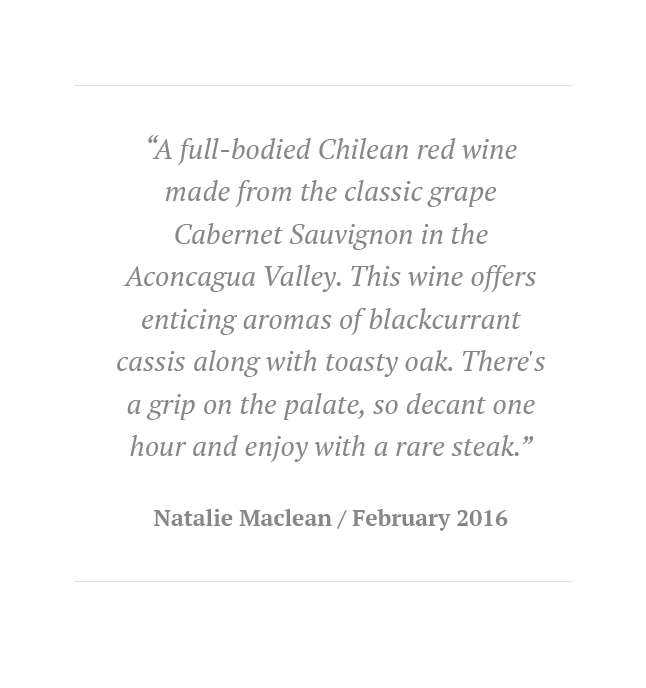 “A full-bodied Chilean red wine
made from the classic grape
Cabernet Sauvignon in the
Aconcagua Valley. This wine offers
enticing aromas of blackcurrant
cassis along with toasty oak. There's
a grip on the palate, so decant one
hour and enjoy with a rare steak.”
Natalie Maclean / February 2016